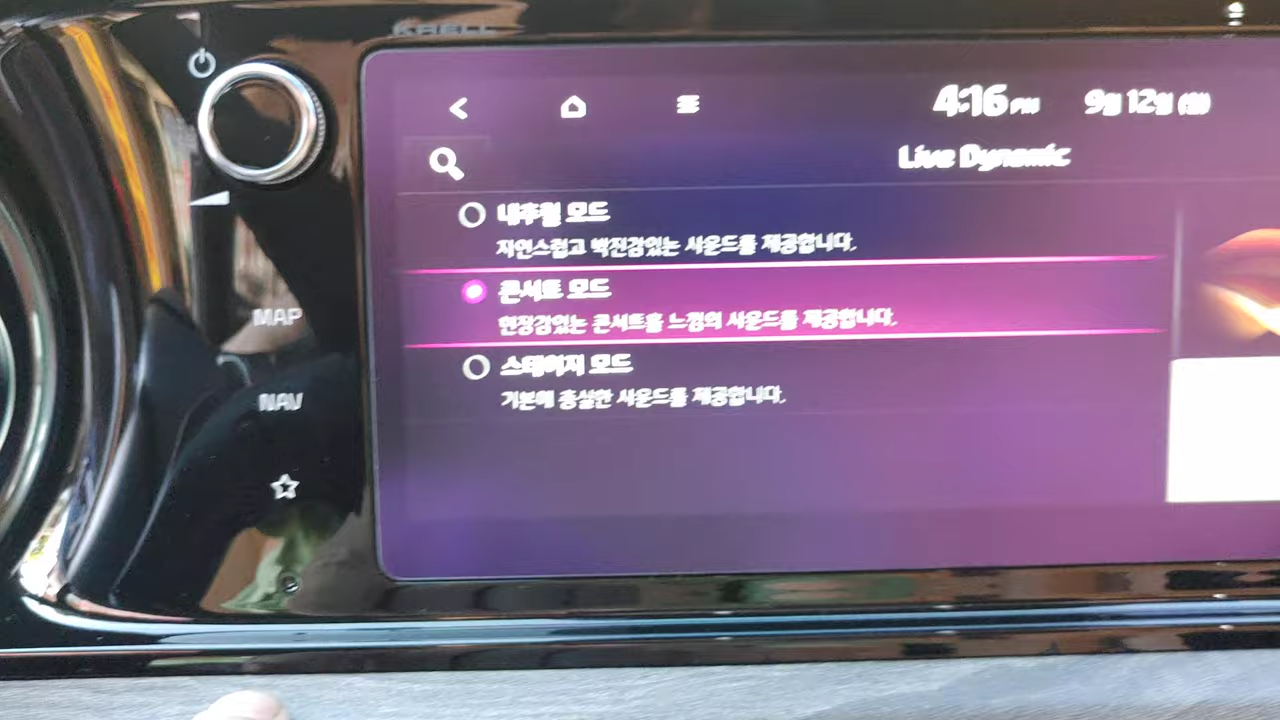 KRELL
4:16 PM 9월 12일 (월)
Live Dynamic
내추럴 모드
자연스럽고 박진감있는 사운드를 제공합니다.
콘서트 모드
현장감있는 콘서트홀 느낌의 사운드를 제공합니다.
MAP
스테이지 모드
기본에 충실한 사운드를 제공합니다.
NAV